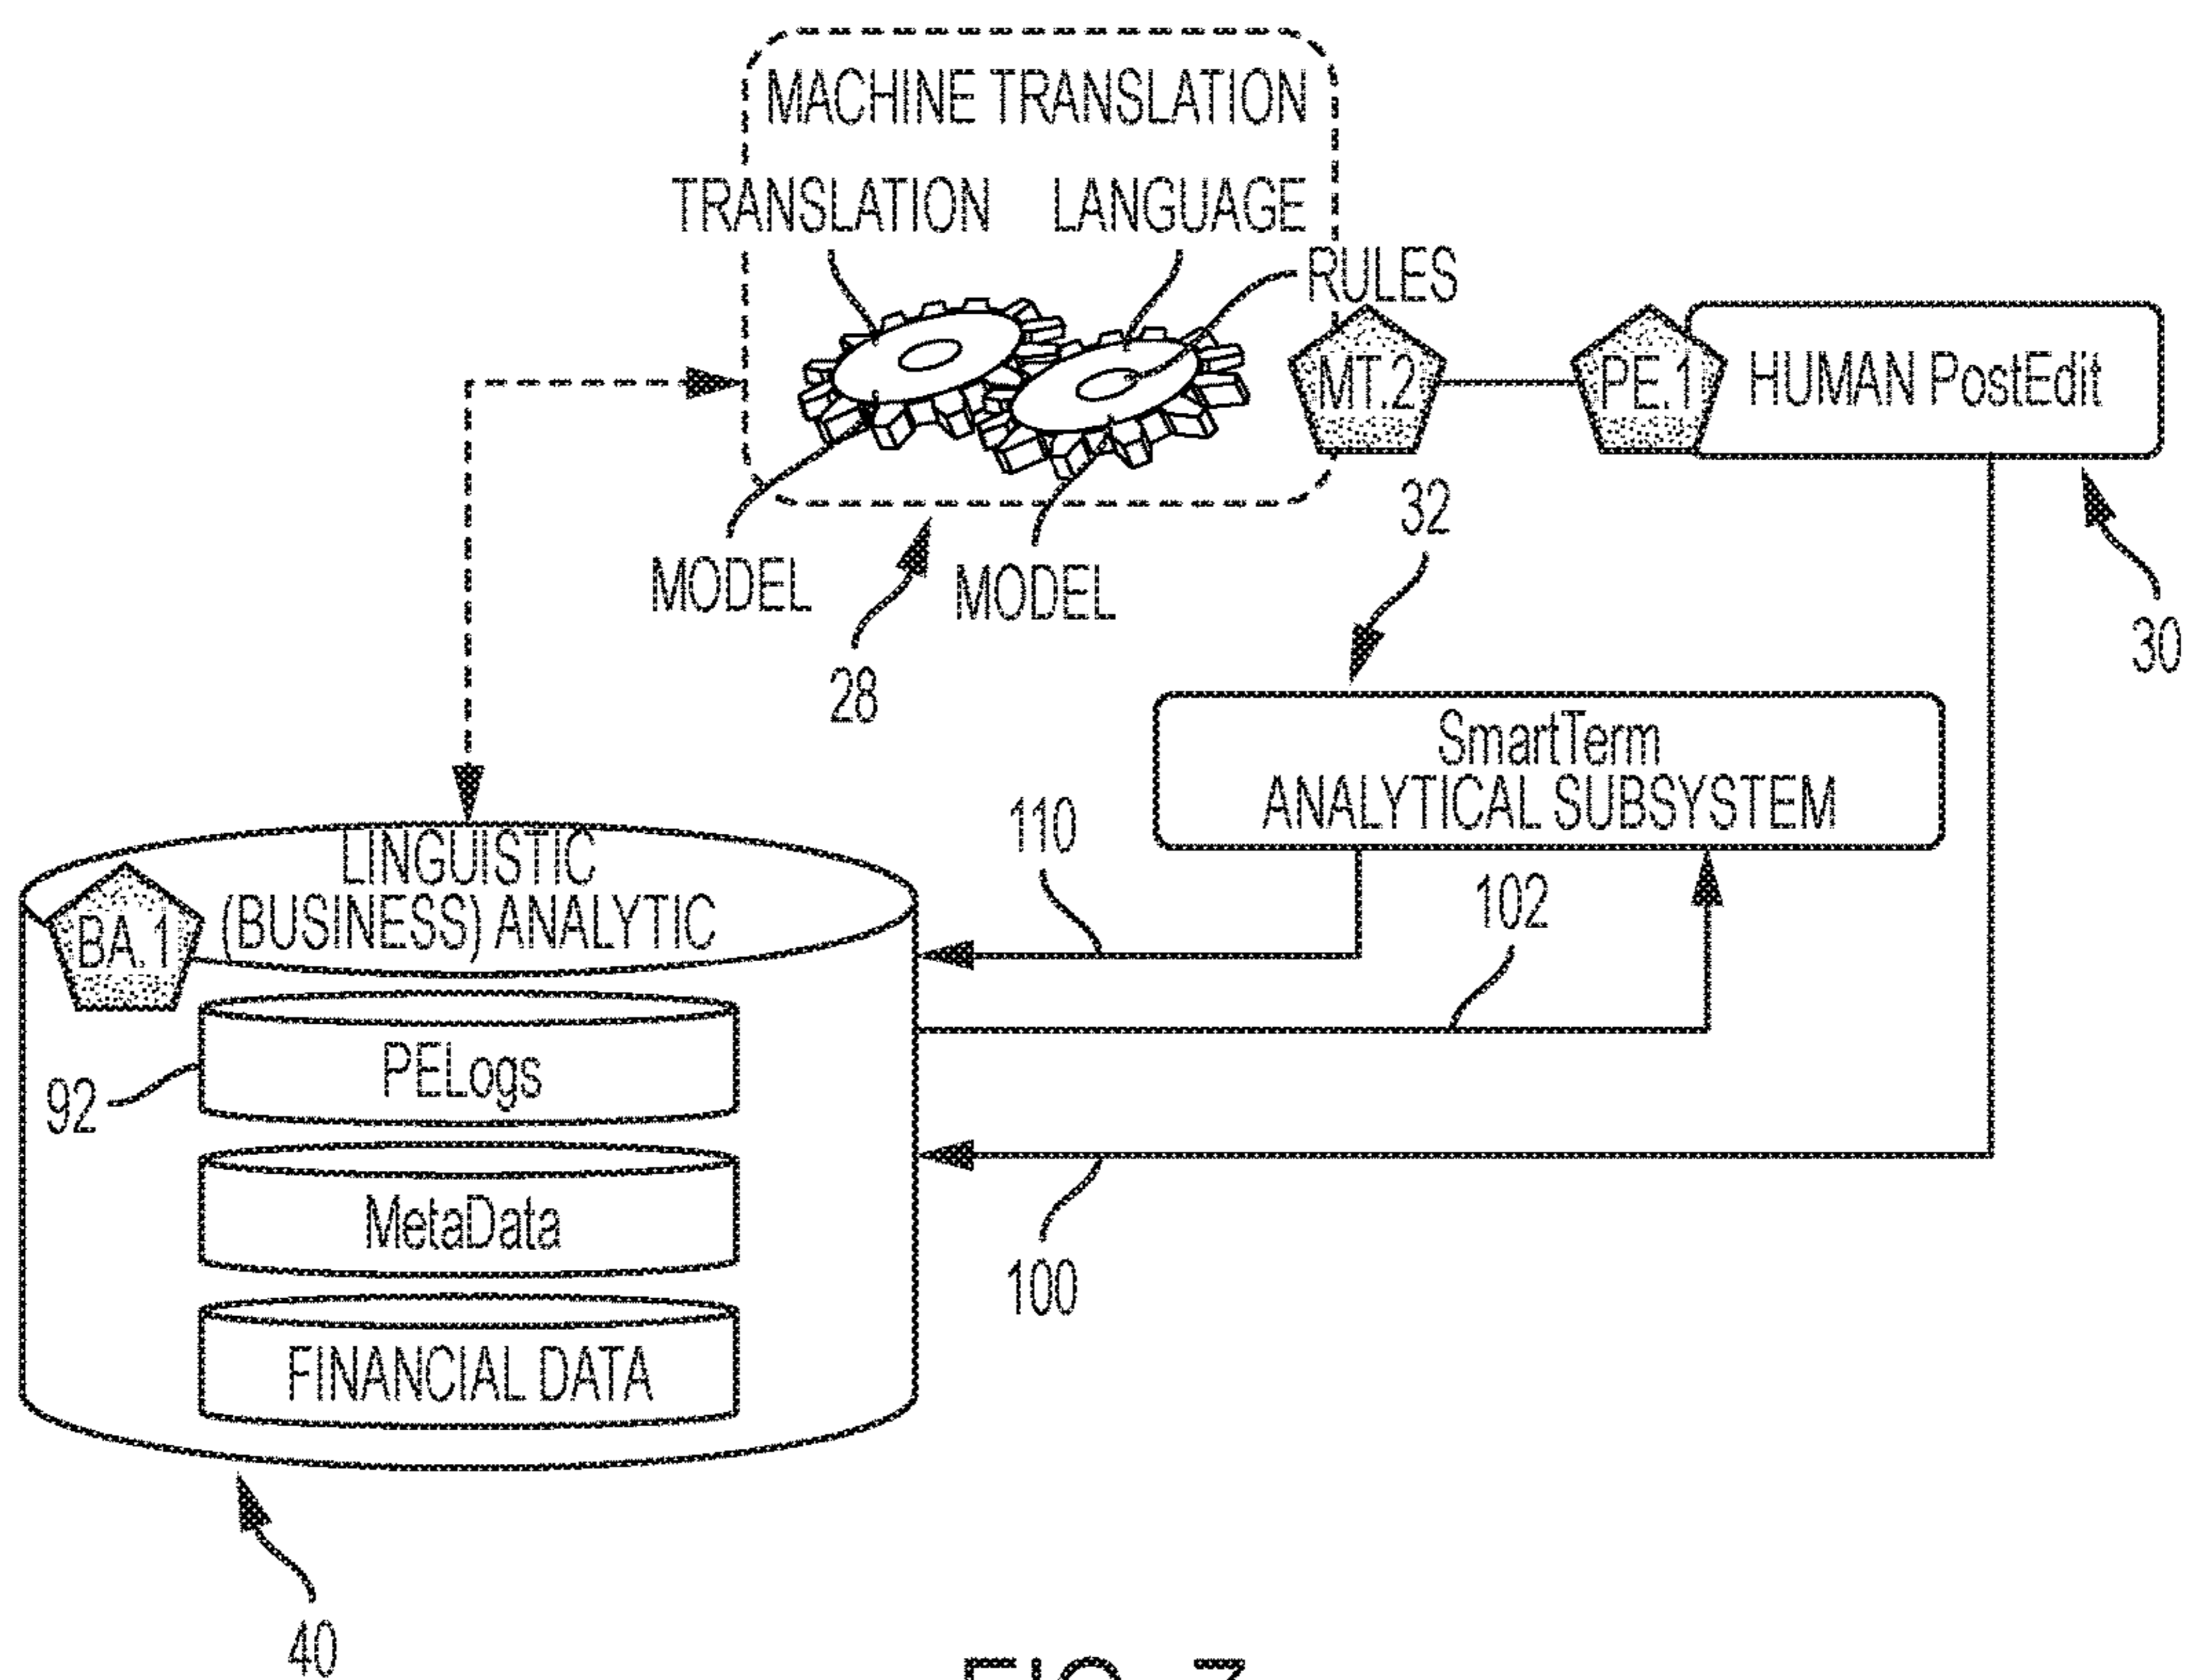 MACHINE TRANSLATION
TRANSLATION LANGUAGE
RULES
MT.2
PE.1
HUMAN PostEdit
MODEL
MODEL
28
32
30
SmartTerm
ANALYTICAL SUBSYSTEM
110
102
LINGUISTIC
(BUSINESS) ANALYTIC
BA.1
PELogs
92
MetaData
100
FINANCIAL DATA
40
FIG.